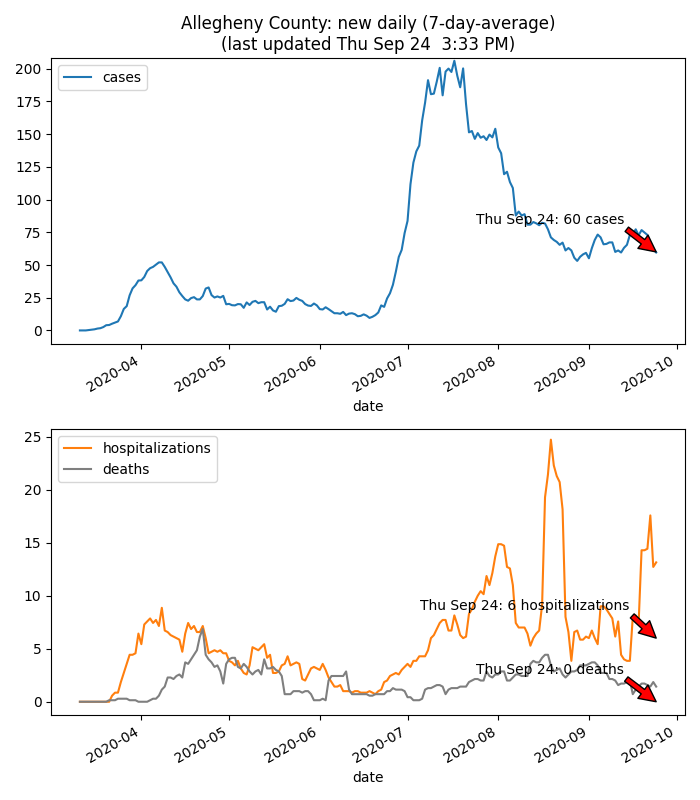 Allegheny County: new daily (7-day-average)
(last updated Thu Sep 24  3:33 PM)
cases
200
175
150
125
100
75
50
25
0
Thu Sep 24: 60 cases
2020-04
2020-05
2020-06
2020-07
2020-08
2020-09
2020-10
date
hospitalizations
deaths
25
20
15
10
5
0
Thu Sep 24: 6 hospitalizations
Thu Sep 24: 0 deaths
2020-04
2020-05
2020-06
2020-07
2020-08
2020-09
2020-10
date